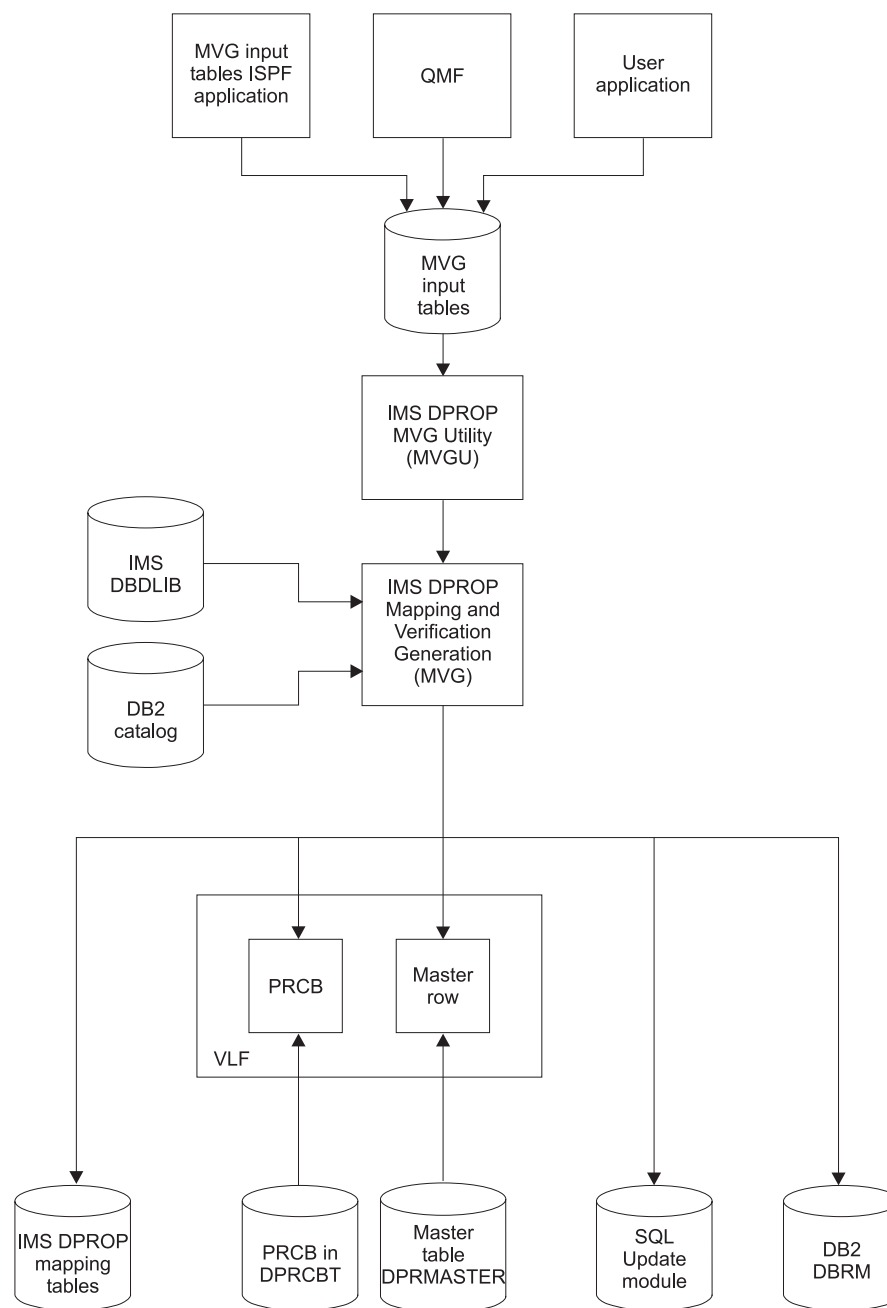 MVG input
tables ISPF
application
QMF
User
application
MVG
input
tables
IMS DPROP
MVG Utility
(MVGU)
IMS
DBDLIB
IMS DPROP
Mapping and
Verification
Generation
(MVG)
DB2
catalog
PRCB
Master
row
VLF
IMS DPROP
mapping
tables
PRCB in
DPRCBT
Master
table
DPRMASTER
SQL
Update
module
DB2
DBRM